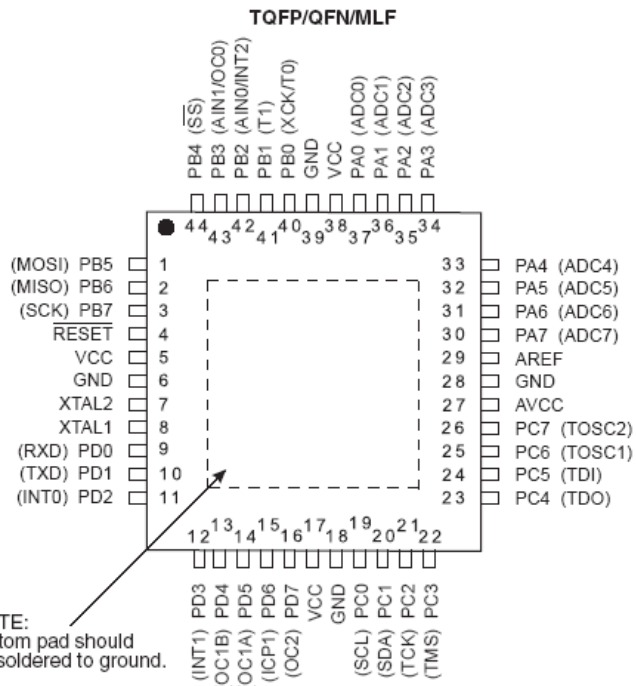 TQFP/QFN/MLF
PB4 (SS)
PB3 (AIN1/OC0)
PB2 (AIN0/INT2)
PB1 (T1)
PB0 (XCK/T0)
GND
VCC
PA0 (ADC0)
PA1 (ADC1)
PA2 (ADC2)
PA3 (ADC3)
44 43 42 41 40 39 38 37 36 35 34
(MOSI) PB5 1
(MISO) PB6 2
(SCK) PB7 3
RESET 4
VCC 5
GND 6
XTAL2 7
XTAL1 8
(RXD) PD0 9
(TXD) PD1 10
(INT0) PD2 11
33 PA4 (ADC4)
32 PA5 (ADC5)
31 PA6 (ADC6)
30 PA7 (ADC7)
29 AREF
28 GND
27 AVCC
26 PC7 (TOSC2)
25 PC6 (TOSC1)
24 PC5 (TDI)
23 PC4 (TDO)
12 13 14 15 16 17 18 19 20 21 22
(INT1) PD3
OC1B) PD4
OC1A) PD5
(ICP1) PD6
(OC2) PD7
VCC
GND
(SCL) PC0
(SDA) PC1
(TCK) PC2
(TMS) PC3
TE:
tom pad should
soldered to ground.